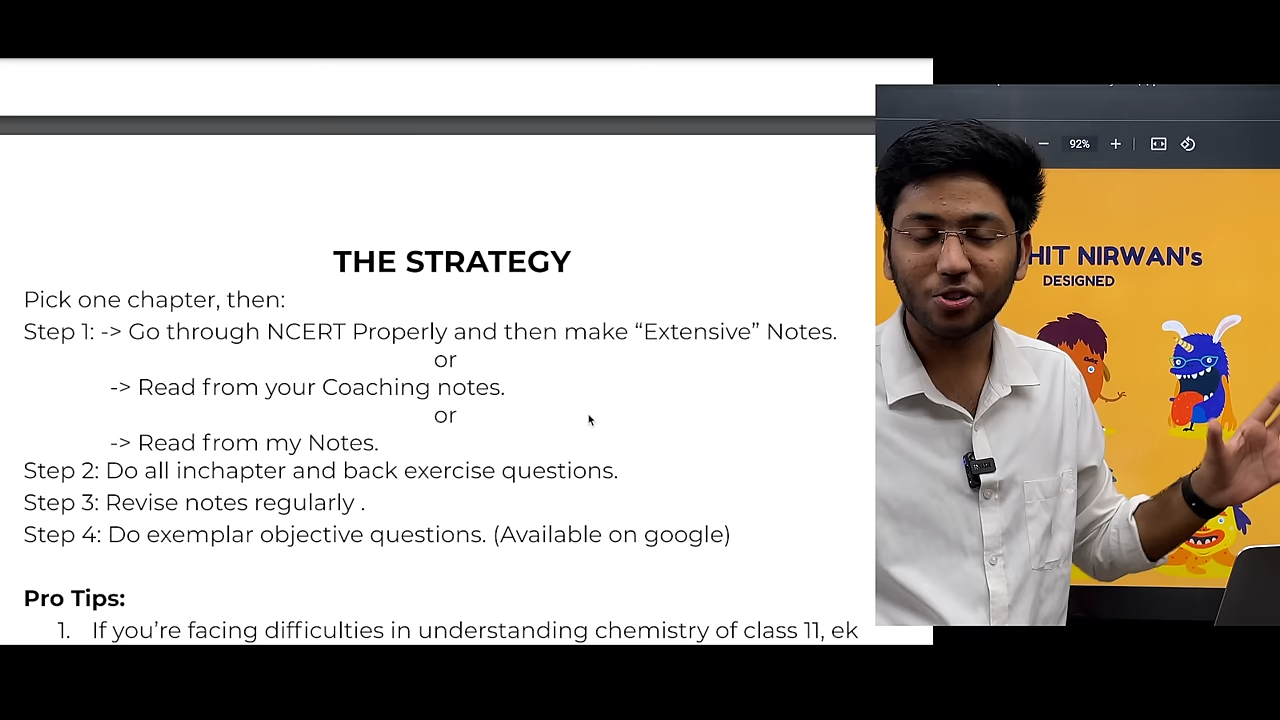 THE STRATEGY
Pick one chapter, then:
Step 1: -> Go through NCERT Properly and then make “Extensive” Notes.
or
-> Read from your Coaching notes.
or
-> Read from my Notes.
Step 2: Do all inchapter and back exercise questions.
Step 3: Revise notes regularly .
Step 4: Do exemplar objective questions. (Available on google)
Pro Tips:
1. If you’re facing difficulties in understanding chemistry of class 11, ek
92%
HIT NIRWAN's
DESIGNED